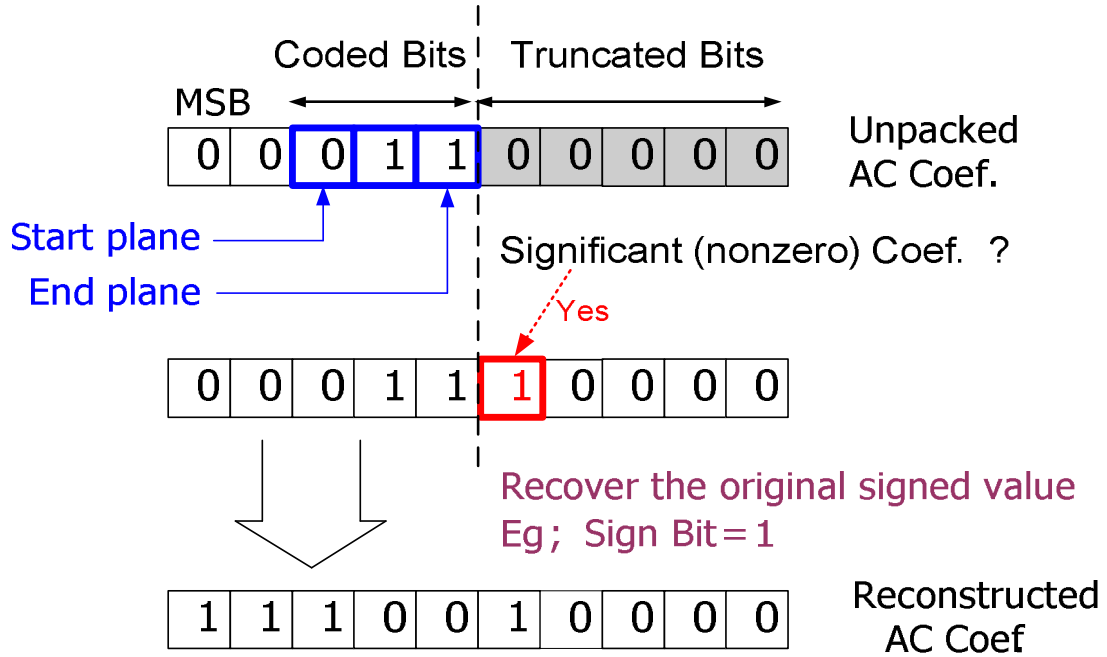 Coded Bits Truncated Bits
MSB
0 0 0 1 1 0 0 0 0 0
Unpacked
AC Coef.
Start plane
End plane
Significant (nonzero) Coef. ?
Yes
0 0 0 1 1 1 0 0 0 0
Recover the original signed value
Eg; Sign Bit=1
1 1 1 0 0 1 0 0 0 0
Reconstructed
AC Coef.